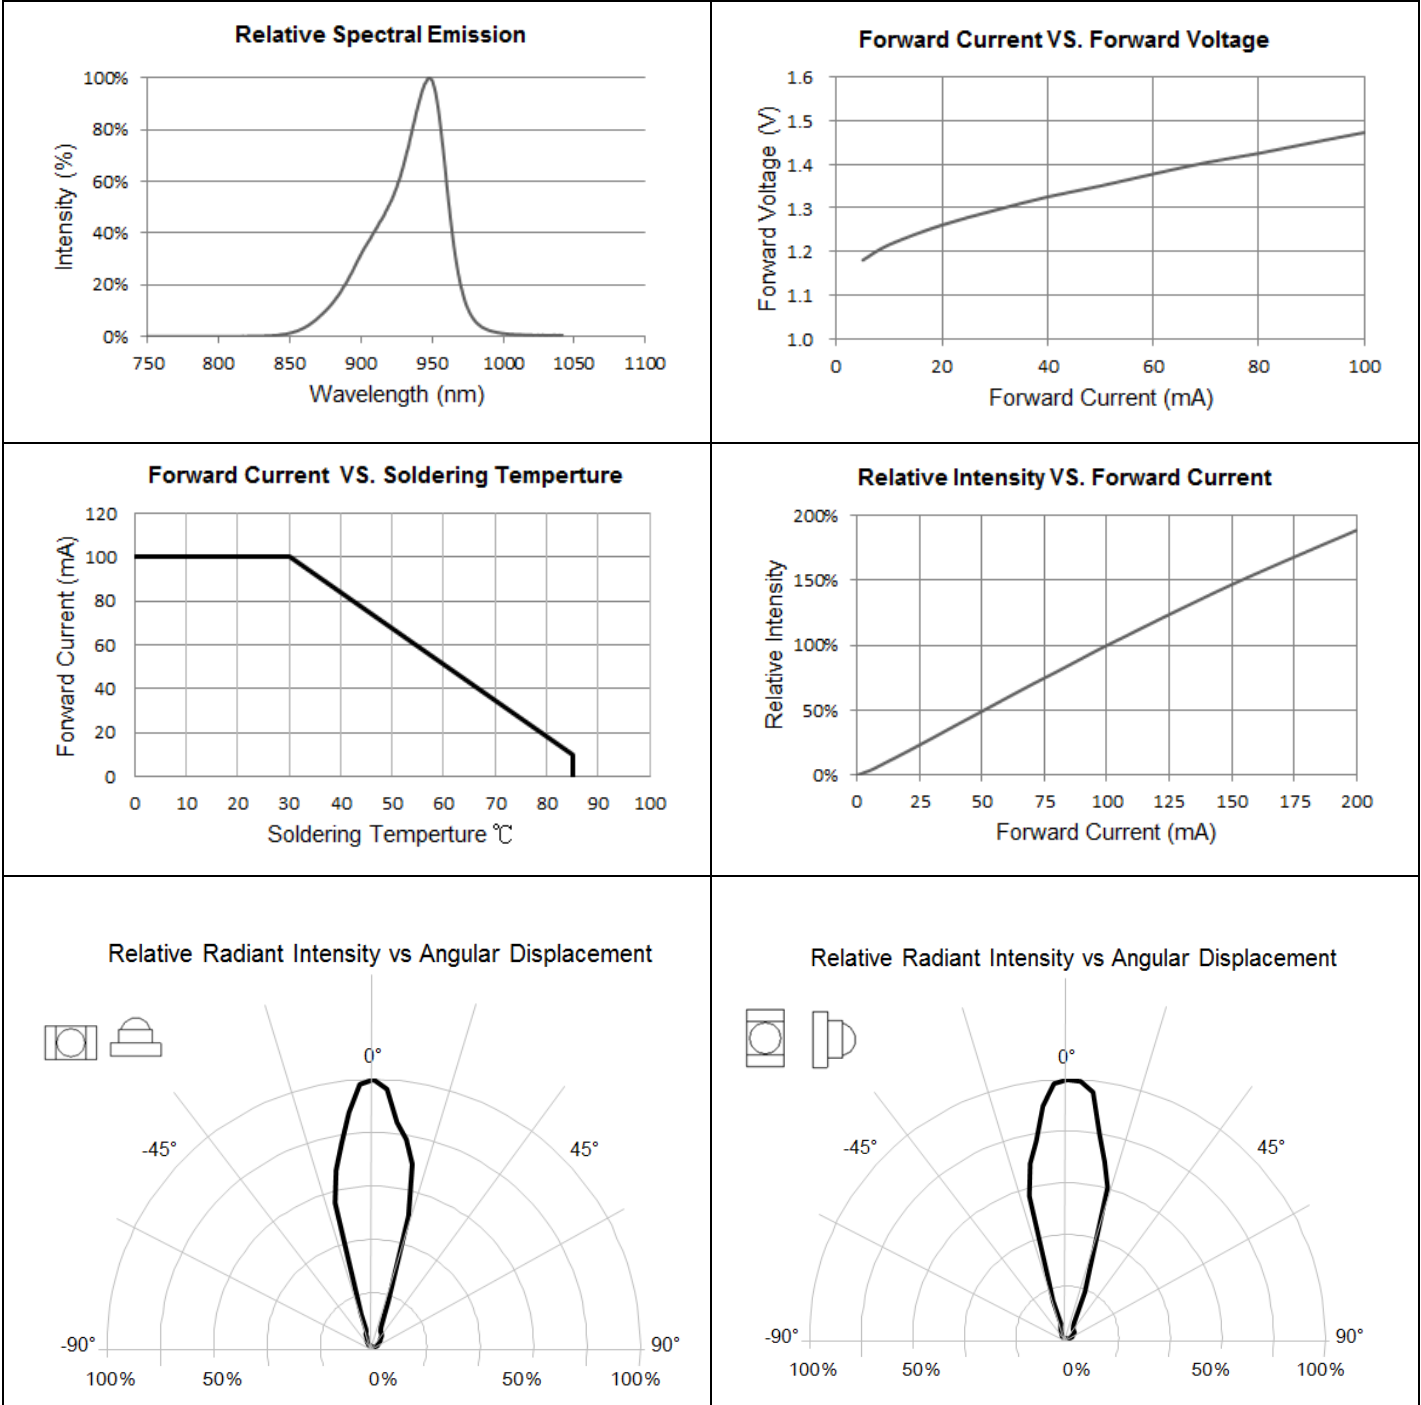 Relative Spectral Emission
100%
80%
60%
40%
20%
0%
Intensity (%)
750 800 850 900 950 1000 1050 1100
Wavelength (nm)
Forward Current VS. Forward Voltage
1.6
1.5
1.4
1.3
1.2
1.1
1.0
Forward Voltage (V)
0 20 40 60 80 100
Forward Current (mA)
Forward Current VS. Soldering Temperture
120
100
80
60
40
20
0
Forward Current (mA)
0 10 20 30 40 50 60 70 80 90 100
Soldering Temperture ℃
Relative Intensity VS. Forward Current
200%
150%
100%
50%
0%
Relative Intensity
0 25 50 75 100 125 150 175 200
Forward Current (mA)
Relative Radiant Intensity vs Angular Displacement
0°
-45° 45°
-90° 90°
100% 50% 0% 50% 100%
Relative Radiant Intensity vs Angular Displacement
0°
-45° 45°
-90° 90°
100% 50% 0% 50% 100%